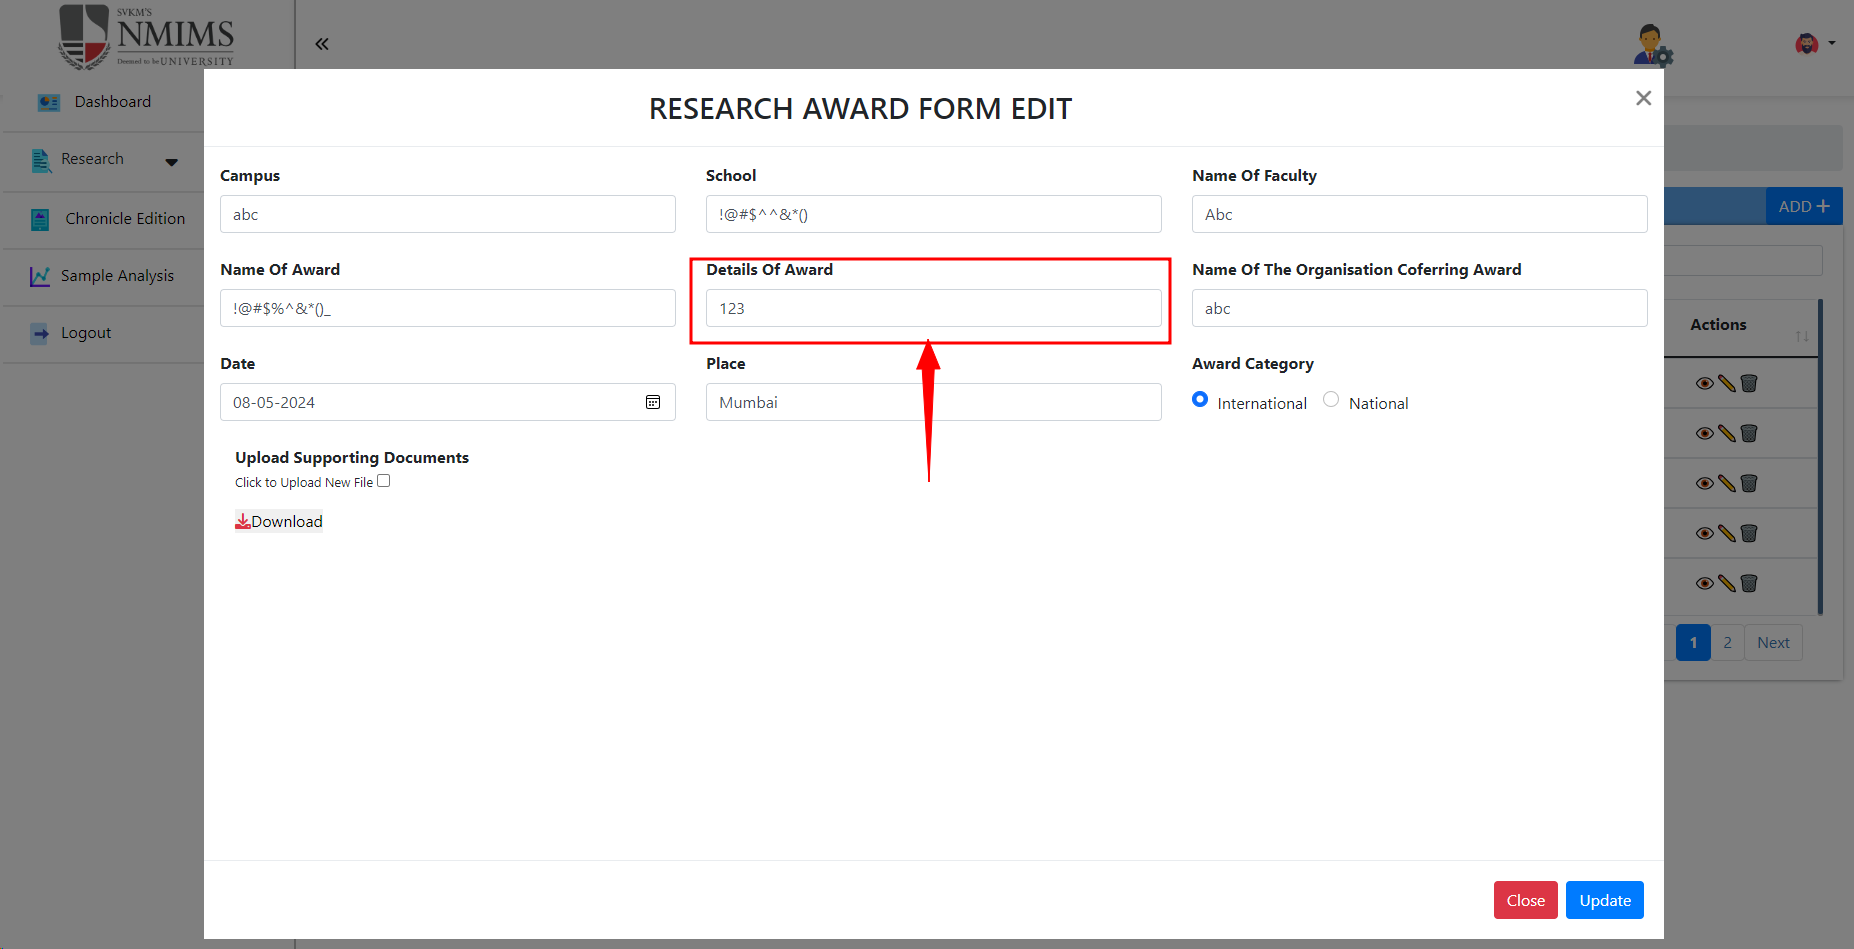 SVKM'S
NMIMS
Deemed to be UNIVERSITY
Dashboard
Research
Chronicle Edition
Sample Analysis
Logout
RESEARCH AWARD FORM EDIT
Campus
School
Name Of Faculty
abc
!@#$^^&*()
Abc
Name Of Award
Details Of Award
Name Of The Organisation Coferring Award
!@#$%^&*()_
123
abc
Date
Place
Award Category
08-05-2024
Mumbai
International
National
Upload Supporting Documents
Click to Upload New File
Download
Close
Update
ADD +
Actions
1
2
Next